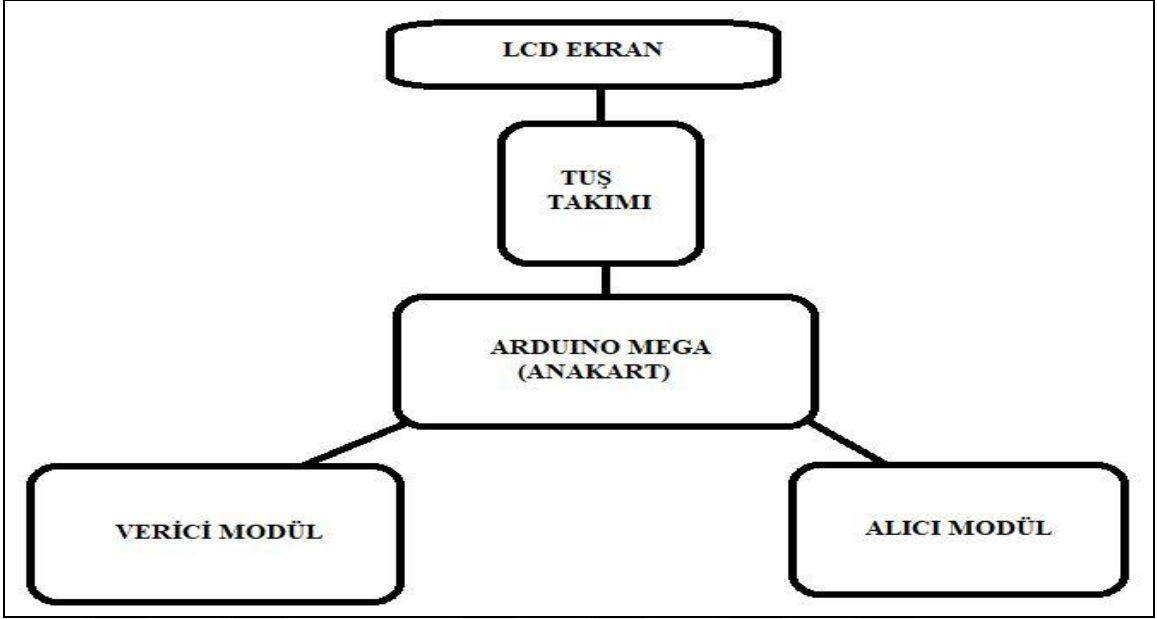 LCD EKRAN
TUŞ
TAKIMI
ARDUINO MEGA
(ANAKART)
VERİCİ MODÜL
ALICI MODÜL